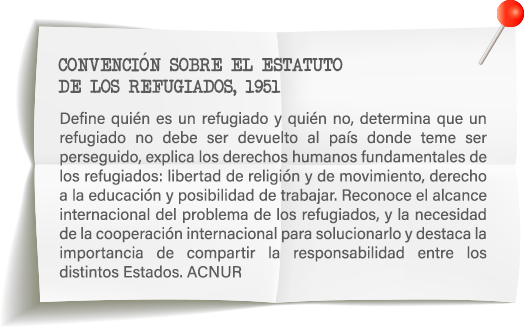 CONVENCIÓN SOBRE EL ESTATUTO
DE LOS REFUGIADOS, 1951
Define quién es un refugiado y quién no, determina que un
refugiado no debe ser devuelto al país donde teme ser
perseguido, explica los derechos humanos fundamentales de
los refugiados: libertad de religión y de movimiento, derecho
a la educación y posibilidad de trabajar. Reconoce el alcance
internacional del problema de los refugiados, y la necesidad
de la cooperación internacional para solucionarlo y destaca la
importancia de compartir la responsabilidad entre los
distintos Estados. ACNUR